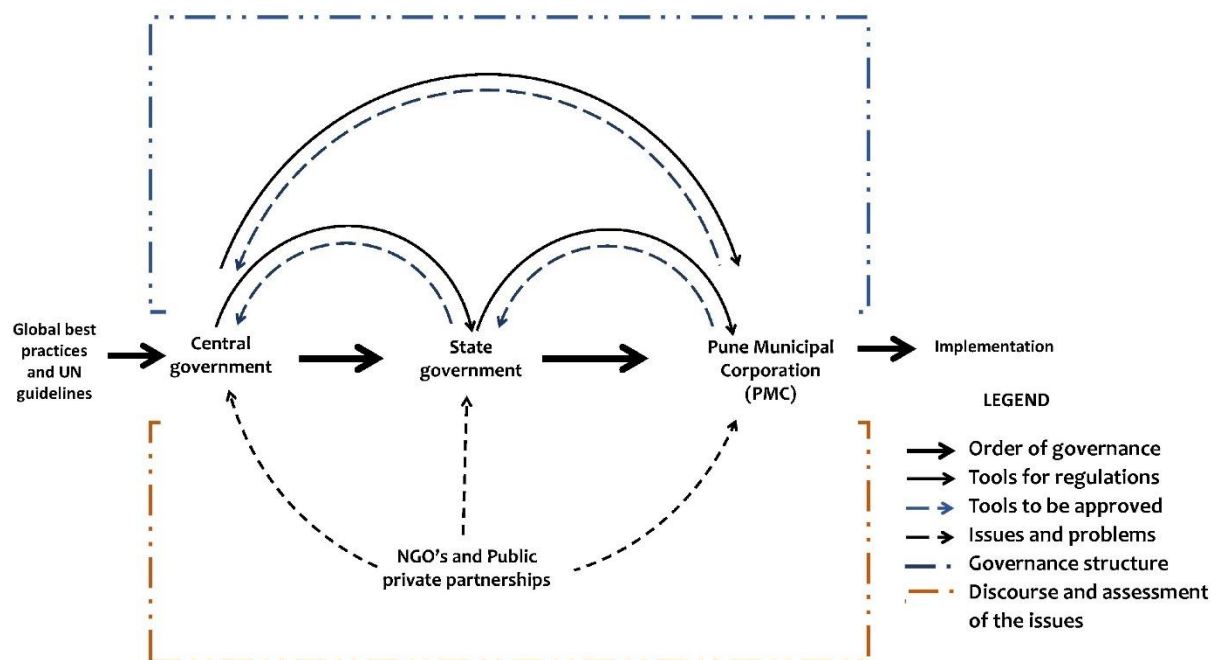 Global best
practices
and UN
guidelines
Central
government
State
government
Pune Municipal
Corporation
(PMC)
Implementation
NGO's and Public
private partnerships
LEGEND
Order of governance
Tools for regulations
Tools to be approved
Issues and problems
Governance structure
Discourse and assessment
of the issues